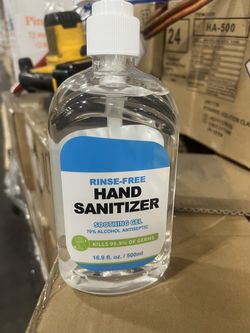 24
HA-500
RINSE-FREE
HAND
SANITIZER
SOOTHING GEL
70% ALCOHOL ANTISEPTIC
KILLS 99.9% OF GERMS
16.9 fl. oz. / 500ml